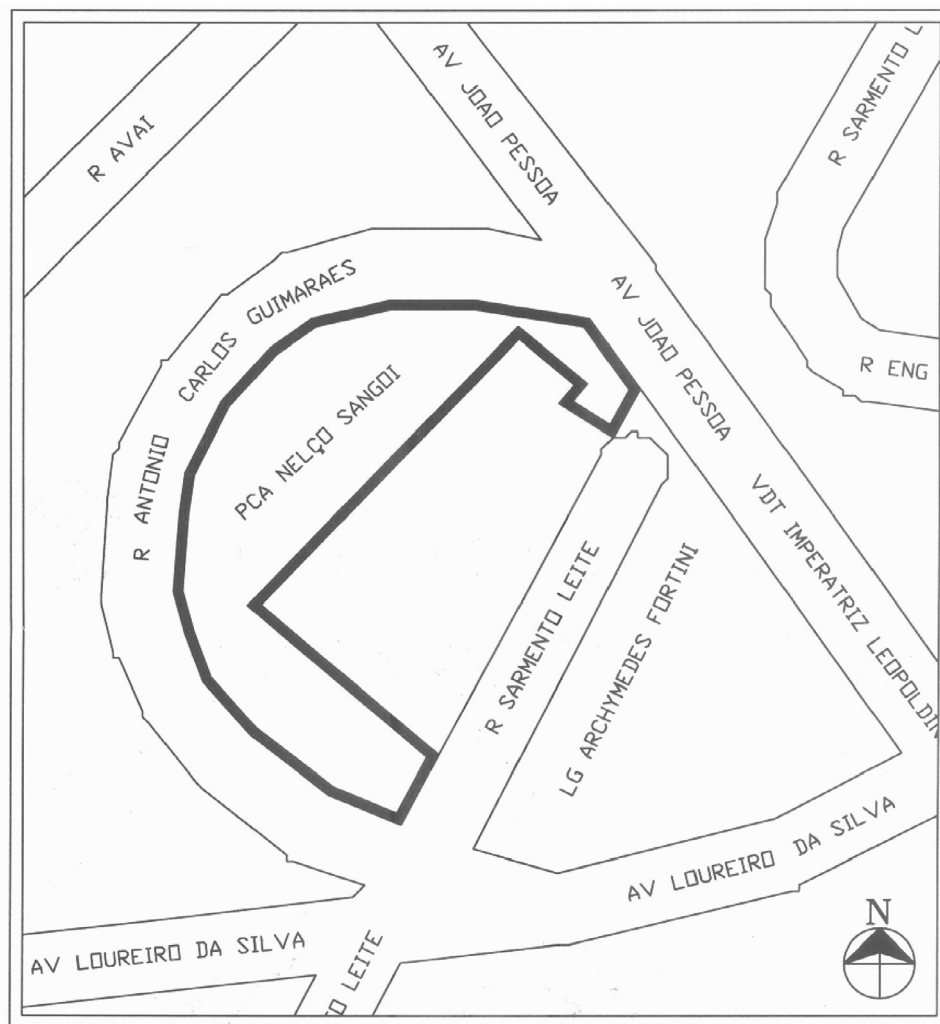 R AVAI
AV JOAO PESSOA
R SARMENTO L
R ANTONIO CARLOS GUIMARAES
AV JOAO PESSOA
R ENG
PCA NELÇO SANGOI
VDT IMPERATRIZ LEOPOLDIN
R SARMENTO LEITE
LG ARCHYMEDES FORTINI
AV LOUREIRO DA SILVA
AV LOUREIRO DA SILVA
O LEITE
N